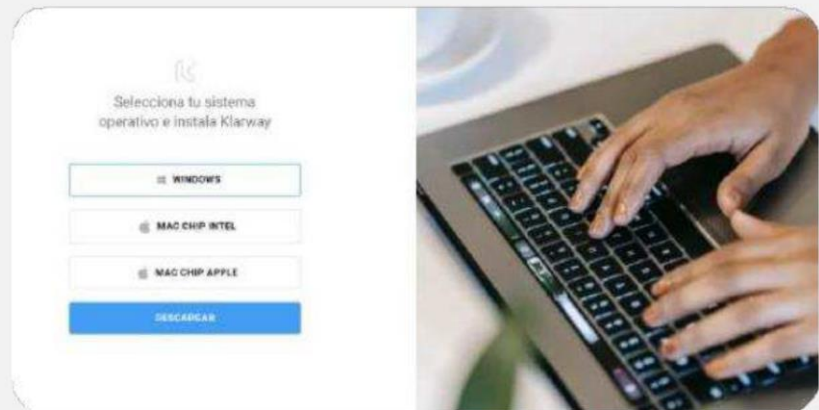 Selecciona tu sistema
operativo e instala Klarway
WINDOWS
MAC CHIP INTEL
MAC CHIP APPLE
DESCARGAR